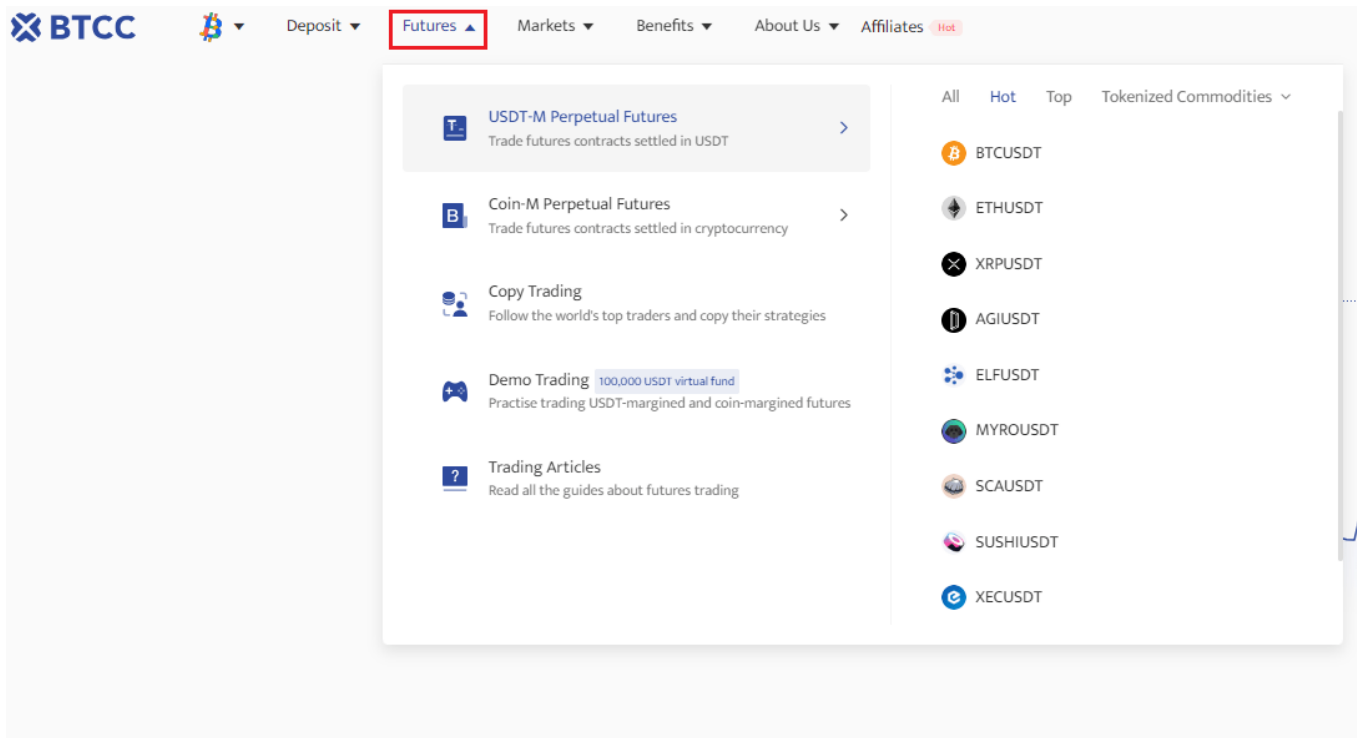 BTCC
Deposit
Futures
Markets
Benefits
About Us
Affiliates Hot
USDT-M Perpetual Futures
Trade futures contracts settled in USDT
Coin-M Perpetual Futures
Trade futures contracts settled in cryptocurrency
Copy Trading
Follow the world's top traders and copy their strategies
Demo Trading 100,000 USDT virtual fund
Practise trading USDT-margined and coin-margined futures
Trading Articles
Read all the guides about futures trading
All Hot Top Tokenized Commodities
BTCUSDT
ETHUSDT
XRPUSDT
AGIUSDT
ELFUSDT
MYROUSDT
SCAUSDT
SUSHIUSDT
XECUSDT